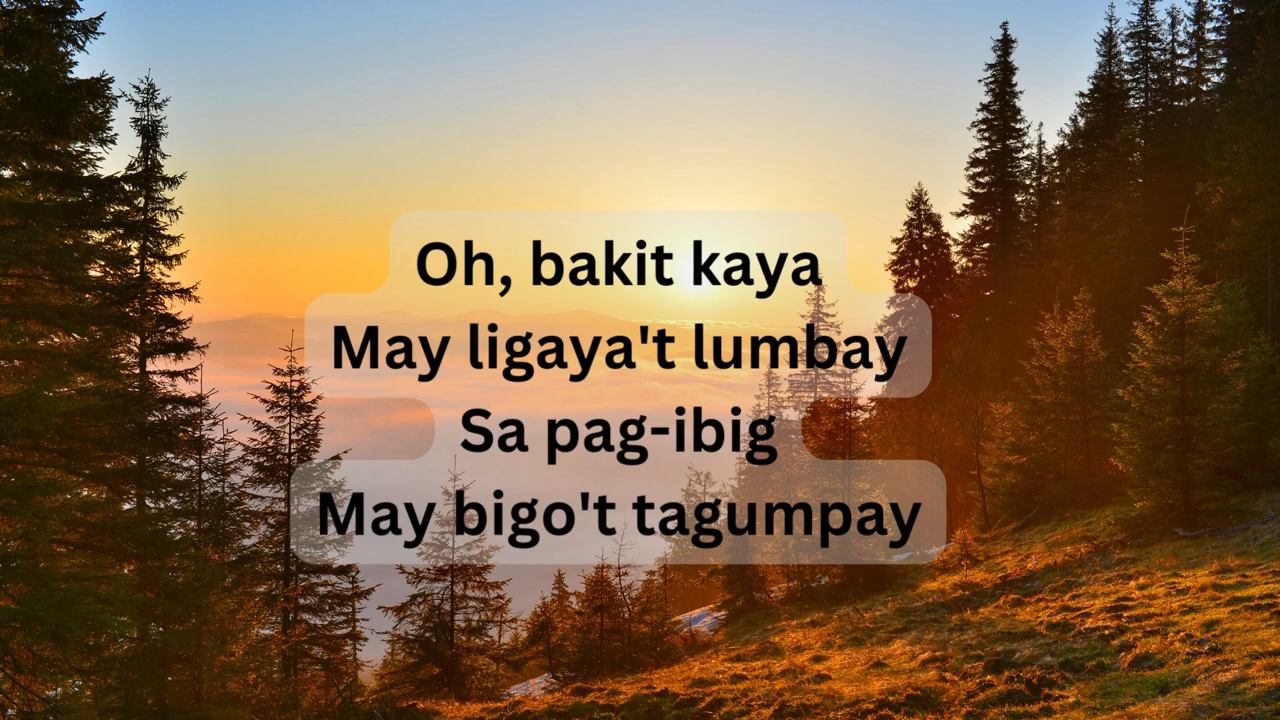 Oh, bakit kaya
May ligaya't lumbay
Sa pag-ibig
May bigo't tagumpay